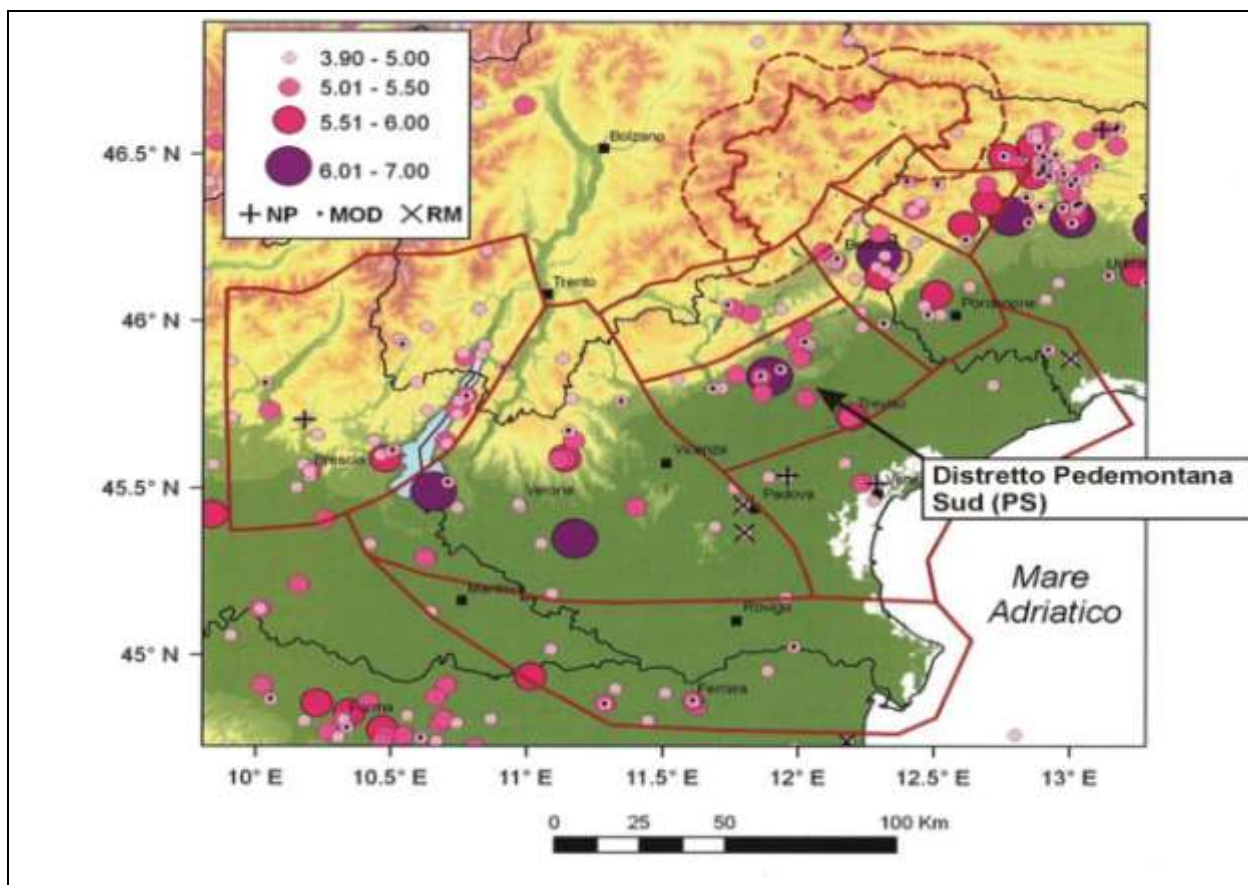 3.90 - 5.00
5.01 - 5.50
5.51 - 6.00
6.01 - 7.00
NP MOD RM
46.5° N
46° N
45.5° N
45° N
Bolzano
Trento
Pordenone
Treviso
Brescia
Vicenza
Verona
Padova
Distretto Pedemontana
Sud (PS)
Mantova
Rovigo
Mare
Adriatico
Ferrara
Parma
10° E
10.5° E
11° E
11.5° E
12° E
12.5° E
13° E
0
25
50
100 Km